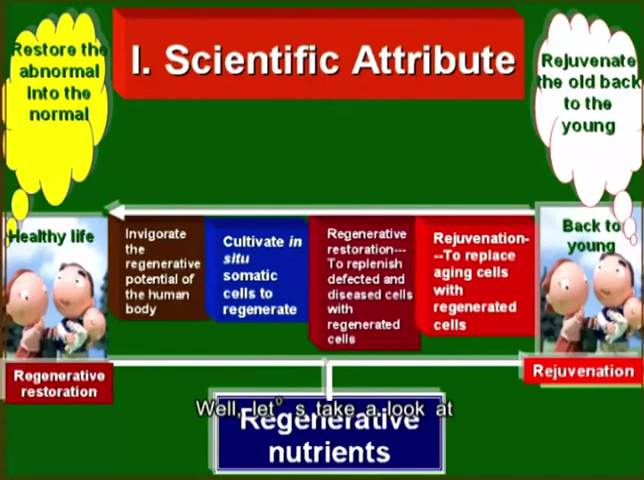 Restore the
abnormal
into the
normal
I. Scientific Attribute
Rejuvenate
the old back
to the
young
Healthy life
Invigorate
the
regenerative
potential of
the human
body
Cultivate in
situ
somatic
cells to
regenerate
Regenerative
restoration---
To replenish
defected and
diseased cells
with
regenerated
cells
Rejuvenation-
--To replace
aging cells
with
regenerated
cells
Back to
young
Regenerative
restoration
Rejuvenation
Well, let' s take a look at
Regenerative
nutrients